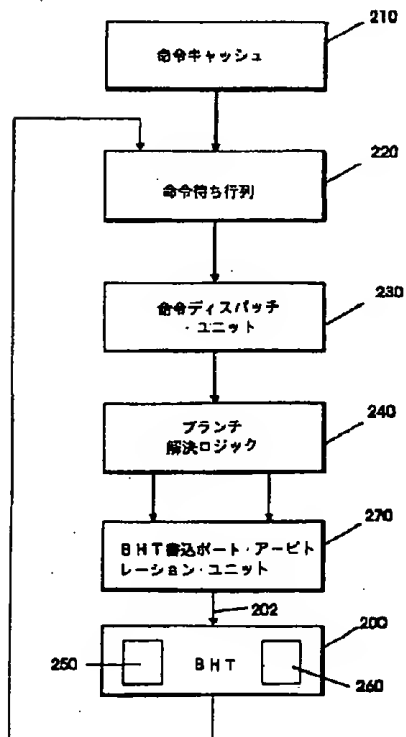 210
命令キャッシュ
220
命令待ち行列
230
命令ディスパッチ
・ユニット
240
ブランチ
解決ロジック
270
BHT書込ポート・アービト
レーション・ユニット
202
200
250
BHT
260